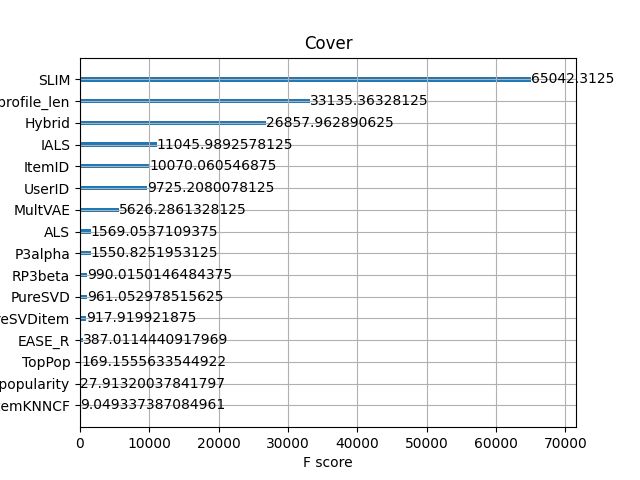 Cover
SLIM 65042.3125
profile_len 33135.36328125
Hybrid 26857.962890625
IALS 11045.9892578125
ItemID 10070.060546875
UserID 9725.2080078125
MultVAE 5626.2861328125
ALS 1569.0537109375
P3alpha 1550.8251953125
RP3beta 990.0150146484375
PureSVD 961.052978515625
eSVDitem 917.919921875
EASE_R 387.0114440917969
TopPop 169.1555633544922
popularity 27.91320037841797
temKNNCF 9.049337387084961
0 10000 20000 30000 40000 50000 60000 70000
F score